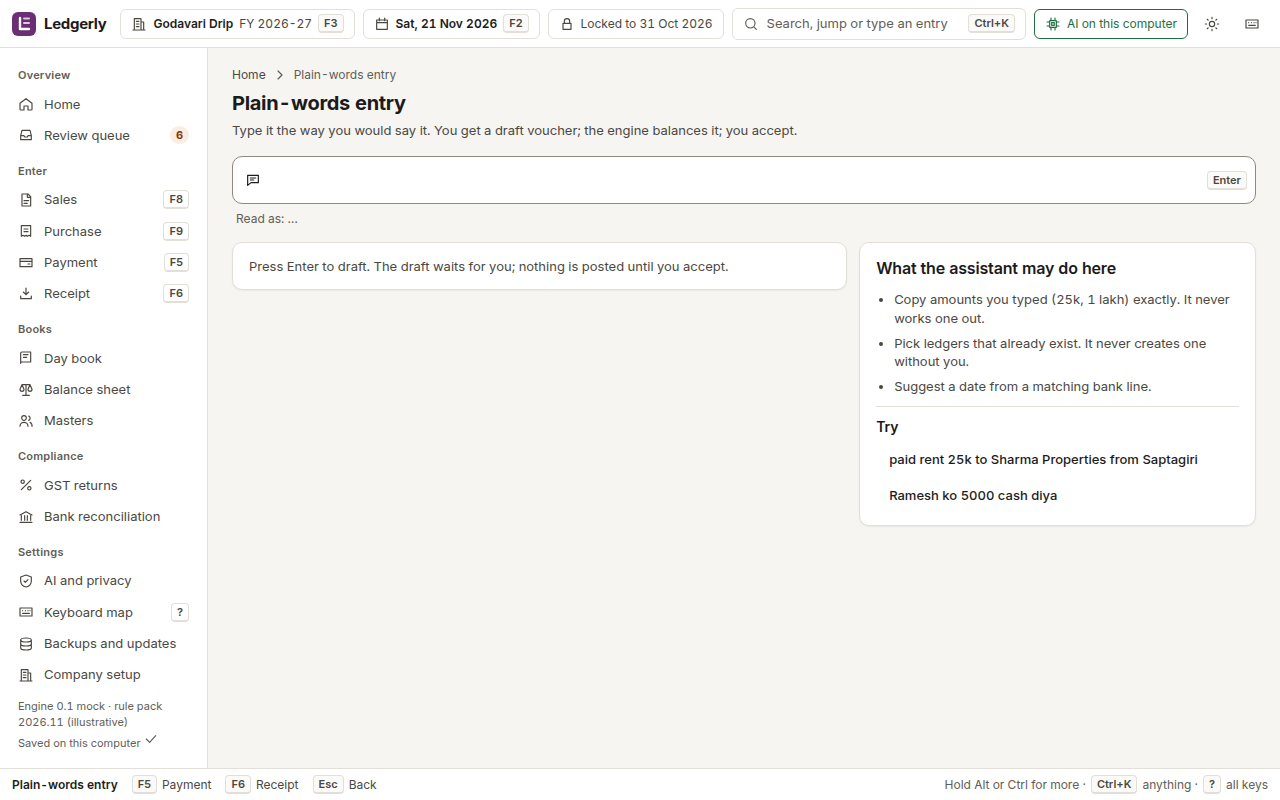 Ledgerly
Godavari Drip FY 2026-27 F3
Sat, 21 Nov 2026 F2
Locked to 31 Oct 2026
Search, jump or type an entry Ctrl+K
AI on this computer
Overview
Home
Review queue 6
Enter
Sales F8
Purchase F9
Payment F5
Receipt F6
Books
Day book
Balance sheet
Masters
Compliance
GST returns
Bank reconciliation
Settings
AI and privacy
Keyboard map ?
Backups and updates
Company setup
Engine 0.1 mock · rule pack
2026.11 (illustrative)
Saved on this computer
Home > Plain-words entry
Plain-words entry
Type it the way you would say it. You get a draft voucher; the engine balances it; you accept.
Enter
Read as: ...
Press Enter to draft. The draft waits for you; nothing is posted until you accept.
What the assistant may do here
• Copy amounts you typed (25k, 1 lakh) exactly. It never
works one out.
• Pick ledgers that already exist. It never creates one
without you.
• Suggest a date from a matching bank line.
Try
paid rent 25k to Sharma Properties from Saptagiri
Ramesh ko 5000 cash diya
Plain-words entry F5 Payment F6 Receipt Esc Back
Hold Alt or Ctrl for more · Ctrl+K anything · ? all keys